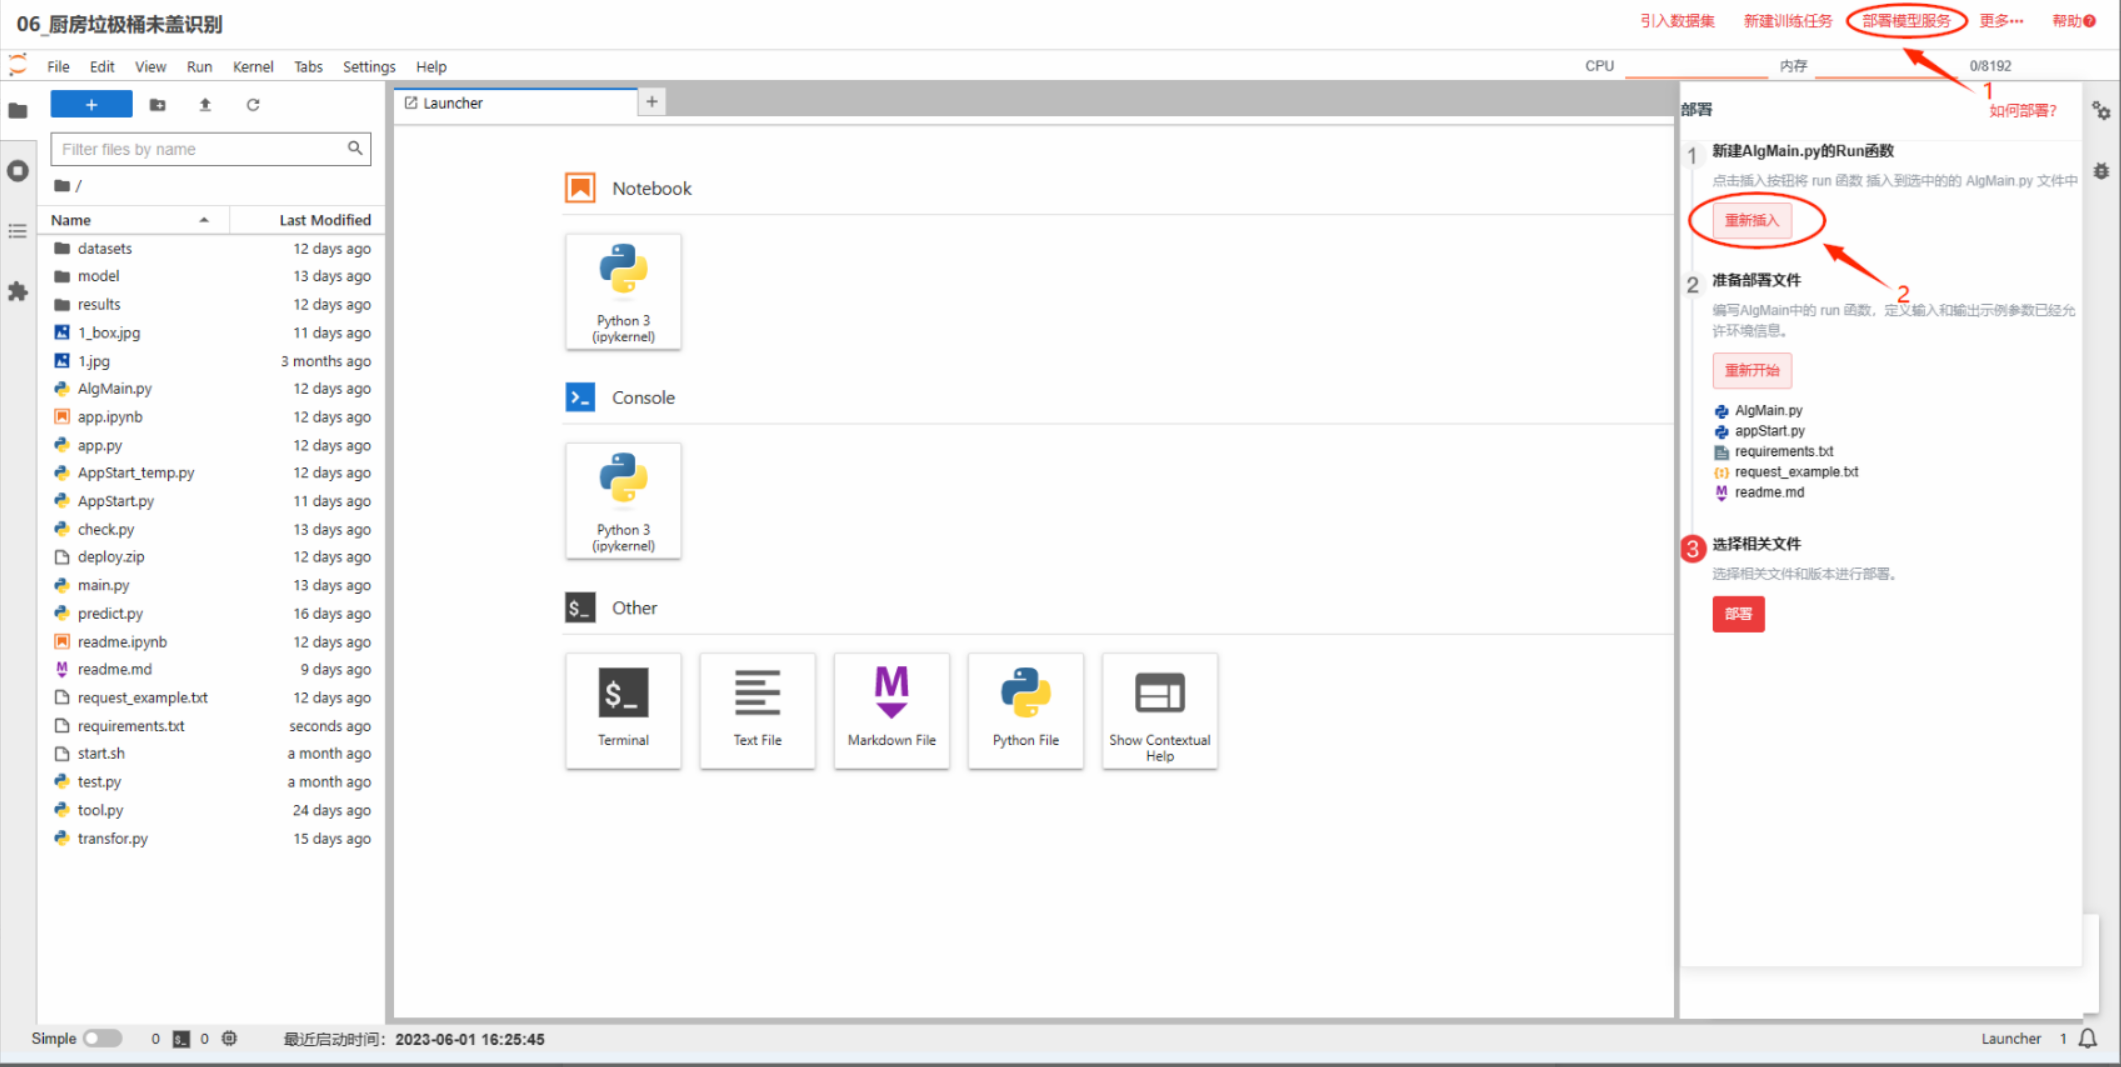 06_厨房垃极桶未盖识别
引入数据集 新建训练任务 部署模型服务 更多··· 帮助?
File Edit View Run Kernel Tabs Settings Help
CPU 内存 0/8192
1
+
Launcher
+
部署
如何部署?
Filter files by name
/
Name Last Modified
datasets 12 days ago
model 13 days ago
results 12 days ago
1_box.jpg 11 days ago
1.jpg 3 months ago
AlgMain.py 12 days ago
app.ipynb 12 days ago
app.py 12 days ago
AppStart_temp.py 12 days ago
AppStart.py 11 days ago
check.py 13 days ago
deploy.zip 12 days ago
main.py 13 days ago
predict.py 16 days ago
readme.ipynb 12 days ago
readme.md 9 days ago
request_example.txt 12 days ago
requirements.txt seconds ago
start.sh a month ago
test.py a month ago
tool.py 24 days ago
transfor.py 15 days ago
Notebook
Python 3
(ipykernel)
Console
Python 3
(ipykernel)
$_ Other
$_
Terminal
Text File
M
Markdown File
Python File
Show Contextual
Help
1 新建AlgMain.py的Run函数
点击插入按钮将 run 函数 插入到选中的的 AlgMain.py 文件中
重新插入
2
2 准备部署文件
编写AlgMain中的 run 函数，定义输入和输出示例参数已经允
许环境信息。
重新开始
AlgMain.py
appStart.py
requirements.txt
request_example.txt
readme.md
3 选择相关文件
选择相关文件和版本进行部署。
部署
Simple 0 $_ 0 最近启动时间：2023-06-01 16:25:45
Launcher 1